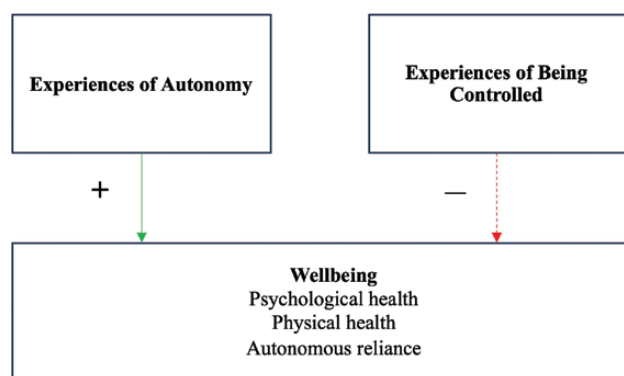 Experiences of Autonomy
Experiences of Being
Controlled
+
—
Wellbeing
Psychological health
Physical health
Autonomous reliance